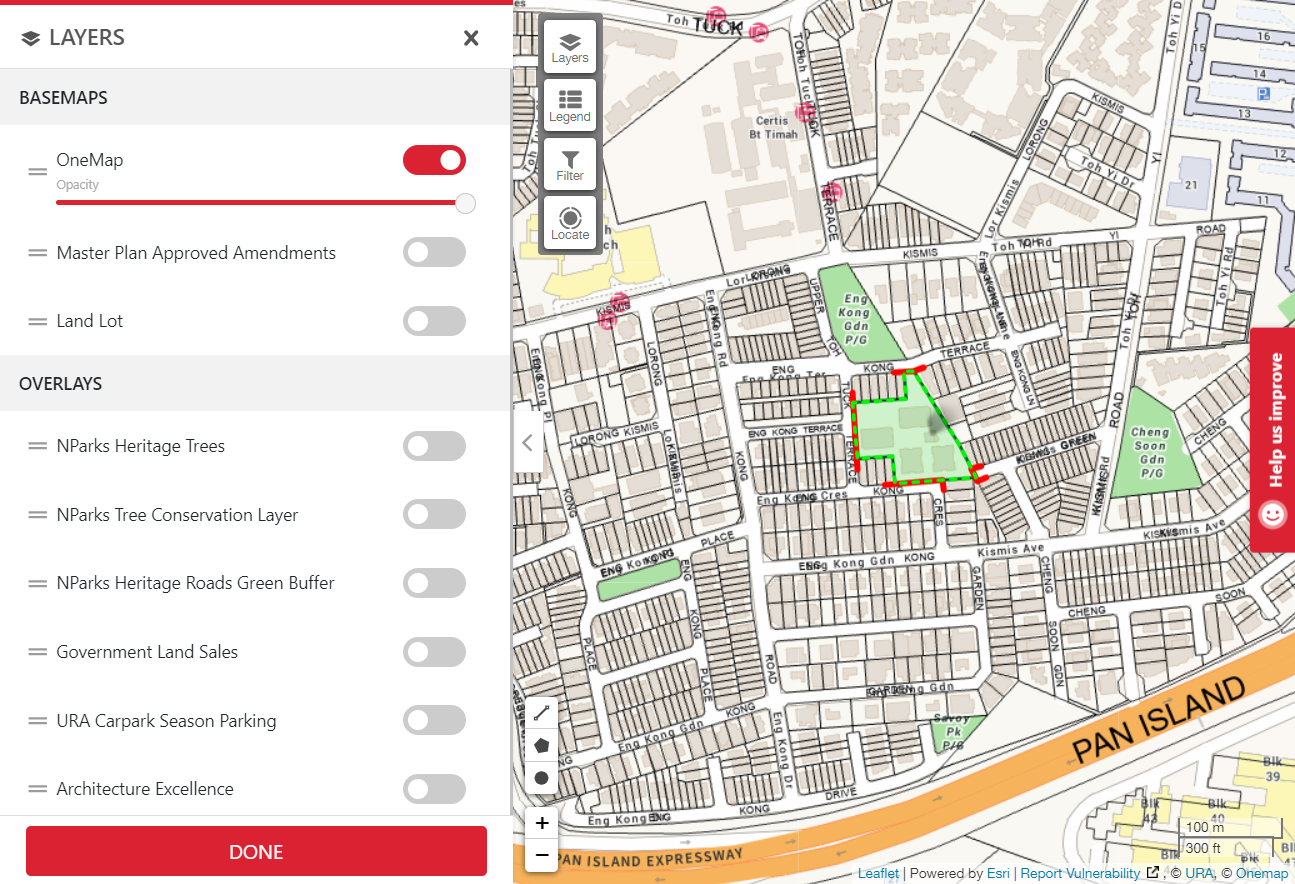 LAYERS
BASEMAPS
OneMap
Opacity
Master Plan Approved Amendments
Land Lot
OVERLAYS
NParks Heritage Trees
NParks Tree Conservation Layer
NParks Heritage Roads Green Buffer
Government Land Sales
URA Carpark Season Parking
Architecture Excellence
DONE
Layers
Legend
Filter
Locate
Toh
TUCK
Certis
Bt Timah
TUCK
TERRACE
KISMIS
LORONG
Lor Kismis
Toh Yi Dr
Toh Yi D
YI
15
16
14
P
13
12
21
ROAD
Toh Yi Rd
YI
KISMIS
LORONG
KISMIS
UPPER
TOH
TUCK
TERRACE
Eng
Kong
Gdn
P/G
TERRACE
KONG
ENG
Eng Kong Ter
ENG KONG TERRACE
ENG KONG LN
TOH
ROAD
Cheng
Soon
Gdn
P/G
CHENG
GREEN
LORONG
LORONG KISMIS
KONG
KONG
Eng Kong Cres
KONG
CRES
Kismis Ave
Kismis Ave
PLACE
Eng Kong Gdn
KONG
GARDEN
CHENG
SOON
GDN
CHENG
SOON
ENG
KONG
PLACE
PLACE
ROAD
KONG
Eng Kong Gdn
Eng Kong Dr
GARDEN
Savoy
Pk
P/G
DRIVE
KONG
Eng Kong Dr
PAN ISLAND
PAN ISLAND EXPRESSWAY
Blk
39
Blk
43
Blk
40
Help us improve
+
−
100 m
300 ft
Leaflet | Powered by Esri | Report Vulnerability , © URA, © Onemap